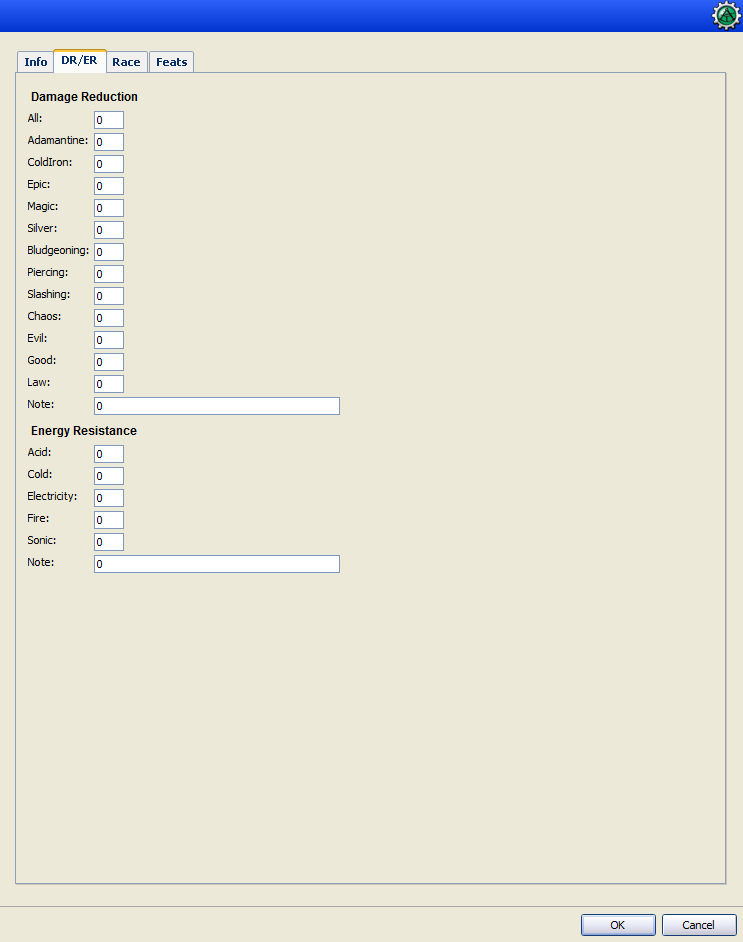 Info DR/ER Race Feats
Damage Reduction
All: 0
Adamantine: 0
ColdIron: 0
Epic: 0
Magic: 0
Silver: 0
Bludgeoning: 0
Piercing: 0
Slashing: 0
Chaos: 0
Evil: 0
Good: 0
Law: 0
Note: 0
Energy Resistance
Acid: 0
Cold: 0
Electricity: 0
Fire: 0
Sonic: 0
Note: 0
OK Cancel